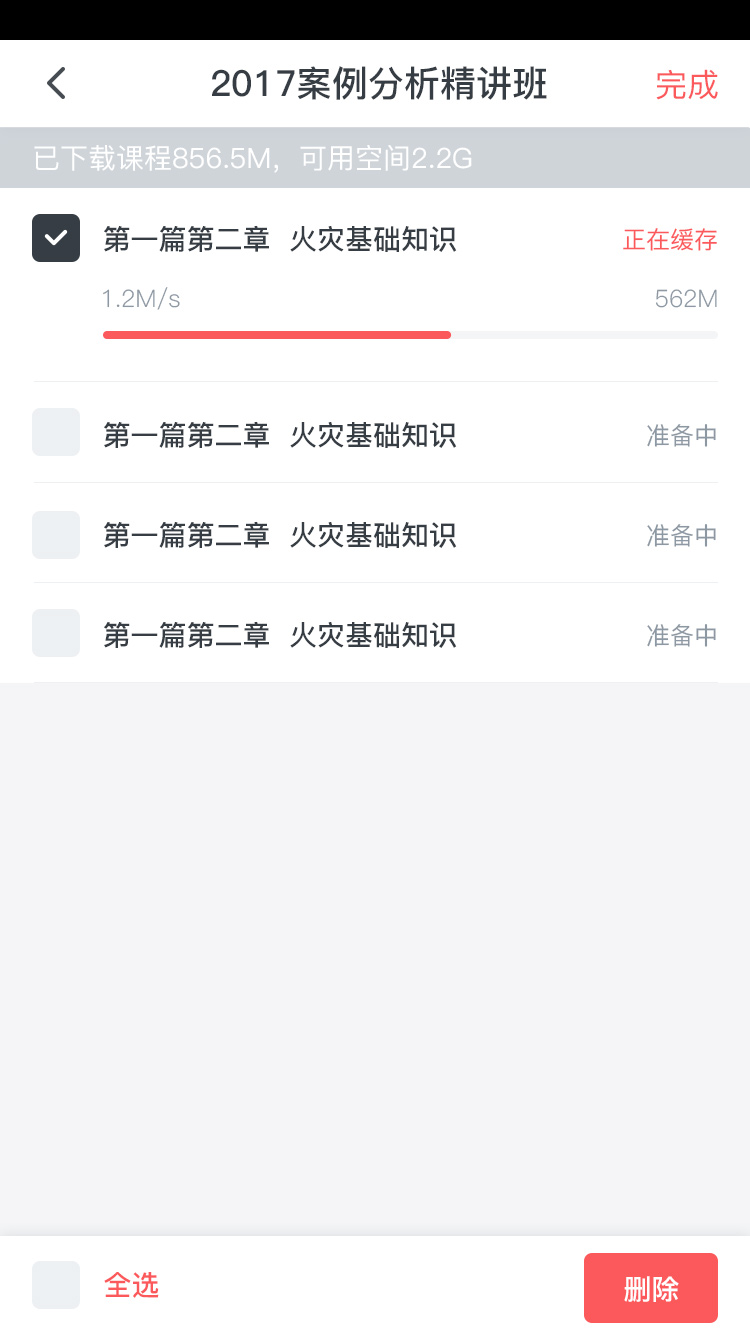 2017案例分析精讲班 完成
已下载课程856.5M，可用空间2.2G
第一篇第二章 火灾基础知识 正在缓存
1.2M/s 562M
第一篇第二章 火灾基础知识 准备中
第一篇第二章 火灾基础知识 准备中
第一篇第二章 火灾基础知识 准备中
全选 删除